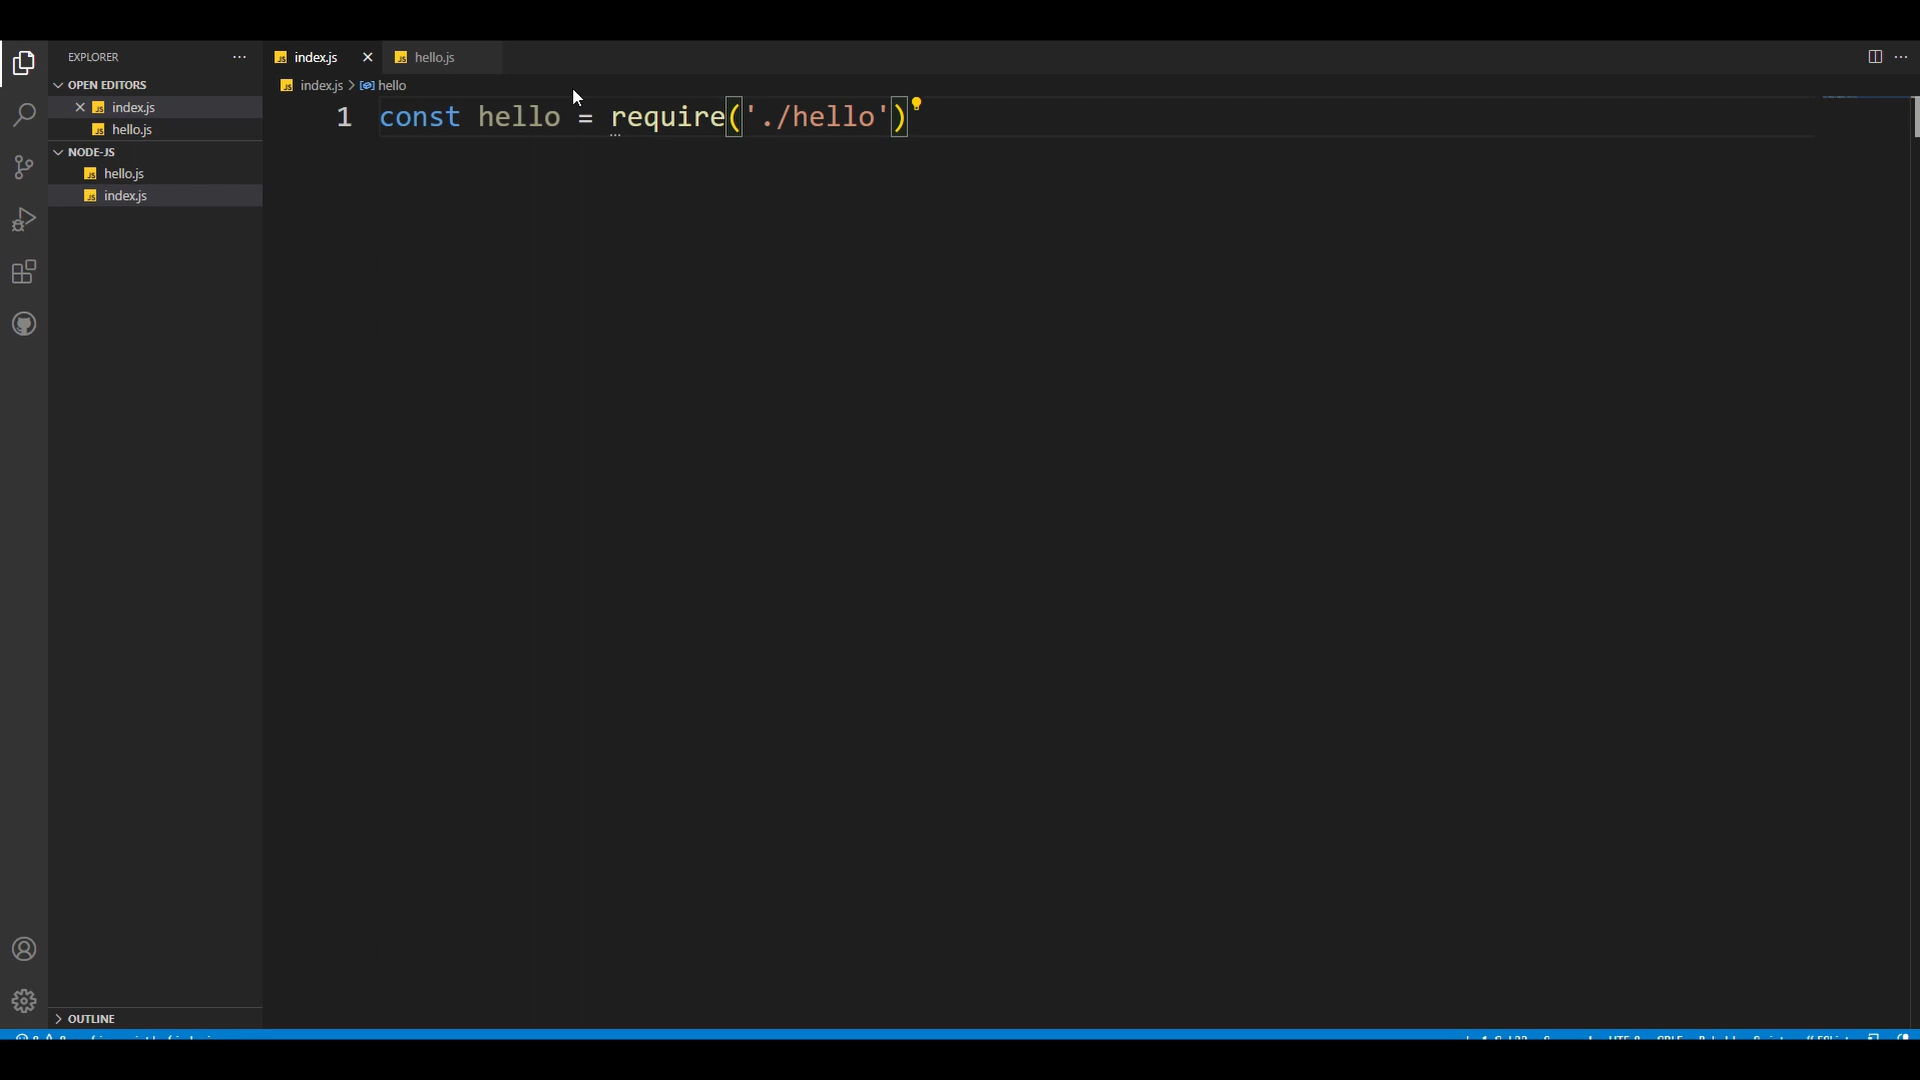 EXPLORER
OPEN EDITORS
index.js
hello.js
NODE-JS
hello.js
index.js
OUTLINE
index.js
hello.js
index.js > hello
1 const hello = require('./hello')